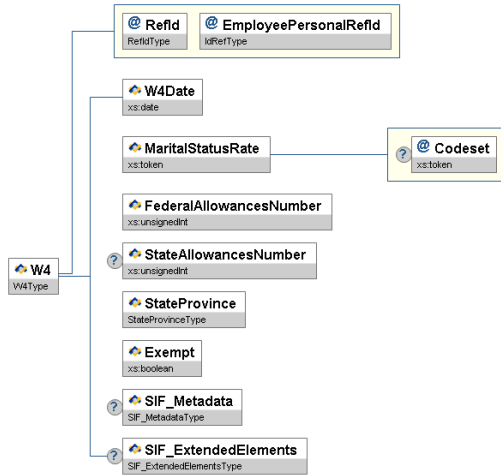 @ RefId
RefIdType
@ EmployeePersonalRefId
IdRefType
W4Date
xs:date
MaritalStatusRate
xs:token
? @ Codeset
xs:token
FederalAllowancesNumber
xs:unsignedInt
W4
W4Type
? StateAllowancesNumber
xs:unsignedInt
StateProvince
StateProvinceType
Exempt
xs:boolean
? SIF_Metadata
SIF_MetadataType
? SIF_ExtendedElements
SIF_ExtendedElementsType